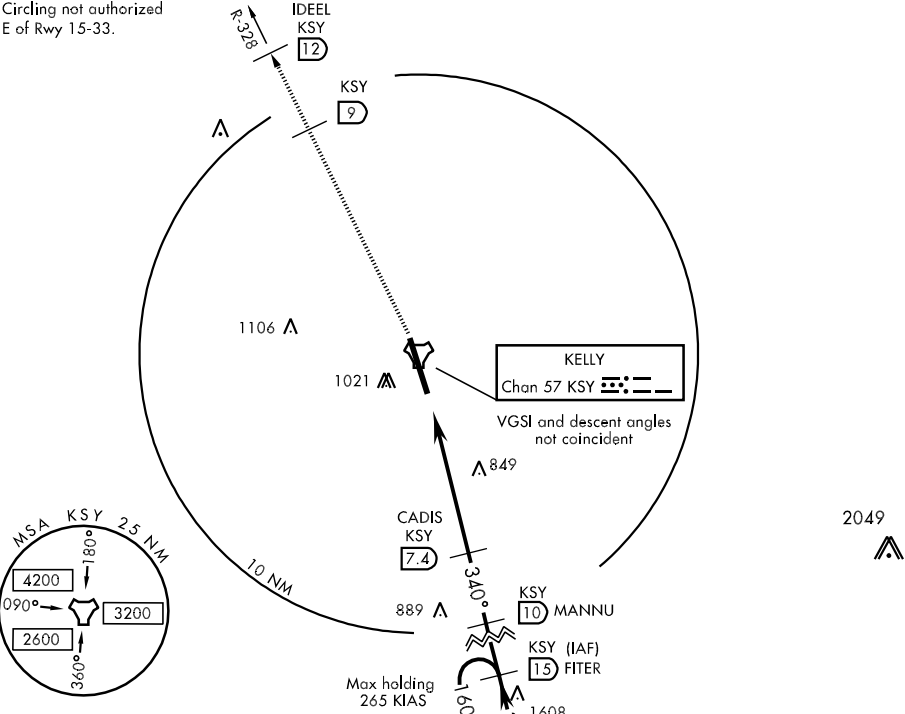 Circling not authorized
E of Rwy 15-33.
R-328
IDEEL
KSY
12
KSY
9
1106
1021
KELLY
Chan 57 KSY
VGSI and descent angles
not coincident
849
CADIS
KSY
7.4
340°
2049
MSA KSY 25 NM
180°
4200
090°
3200
2600
360°
10 NM
889
KSY
10 MANNU
KSY (IAF)
15 FITER
Max holding
265 KIAS
160
1608